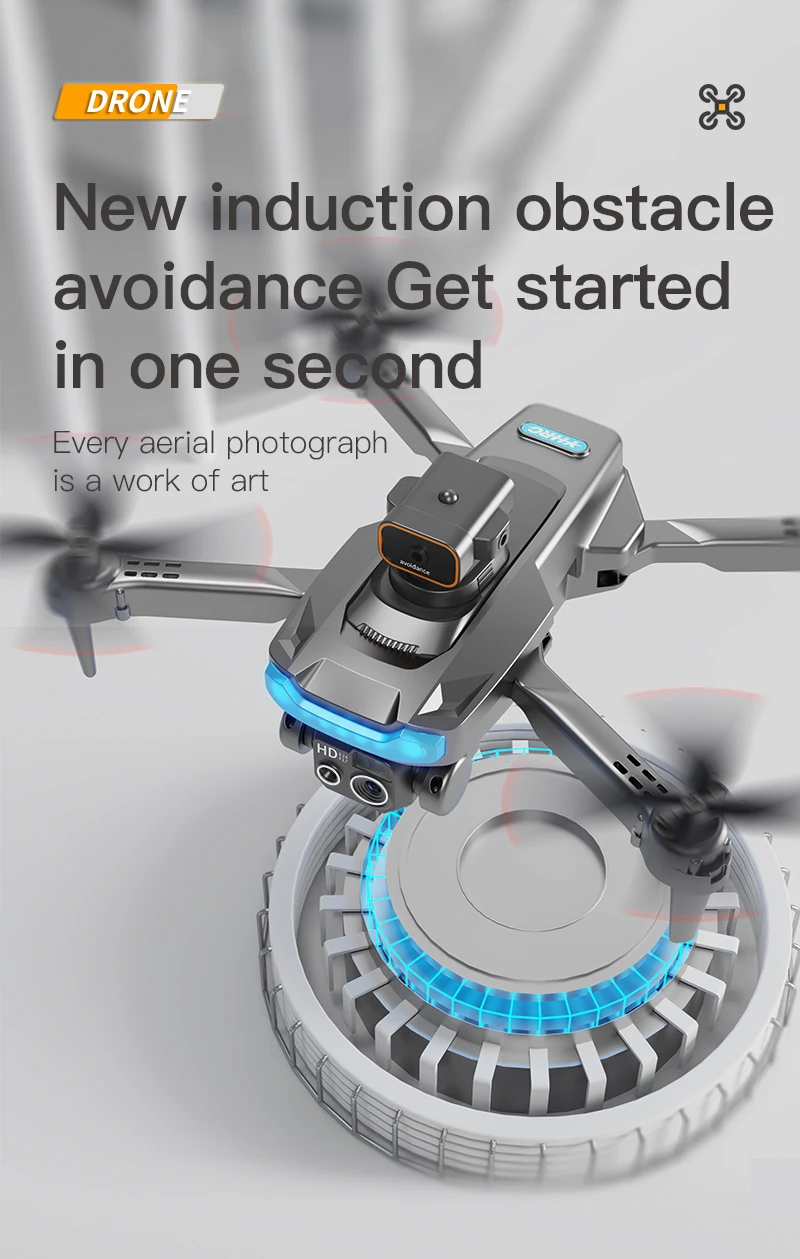 DRONE
New induction obstacle
avoidance Get started
in one second
Every aerial photograph
is a work of art
avoidance
HD